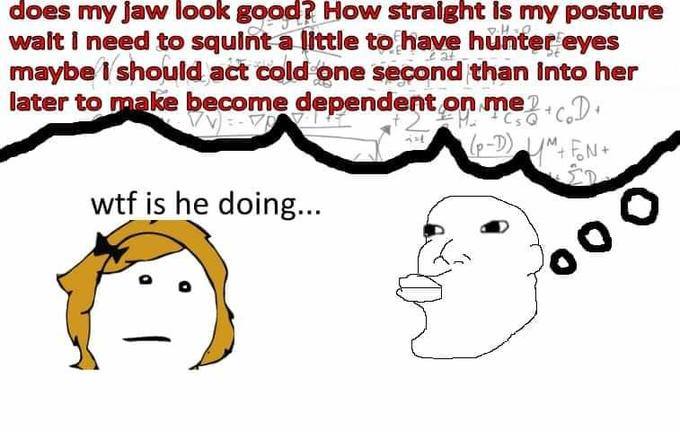 does my jaw look good? How straight is my posture
wait i need to squint a little to have hunter eyes
maybe i should act cold one second than into her
later to make become dependent on me
wtf is he doing...